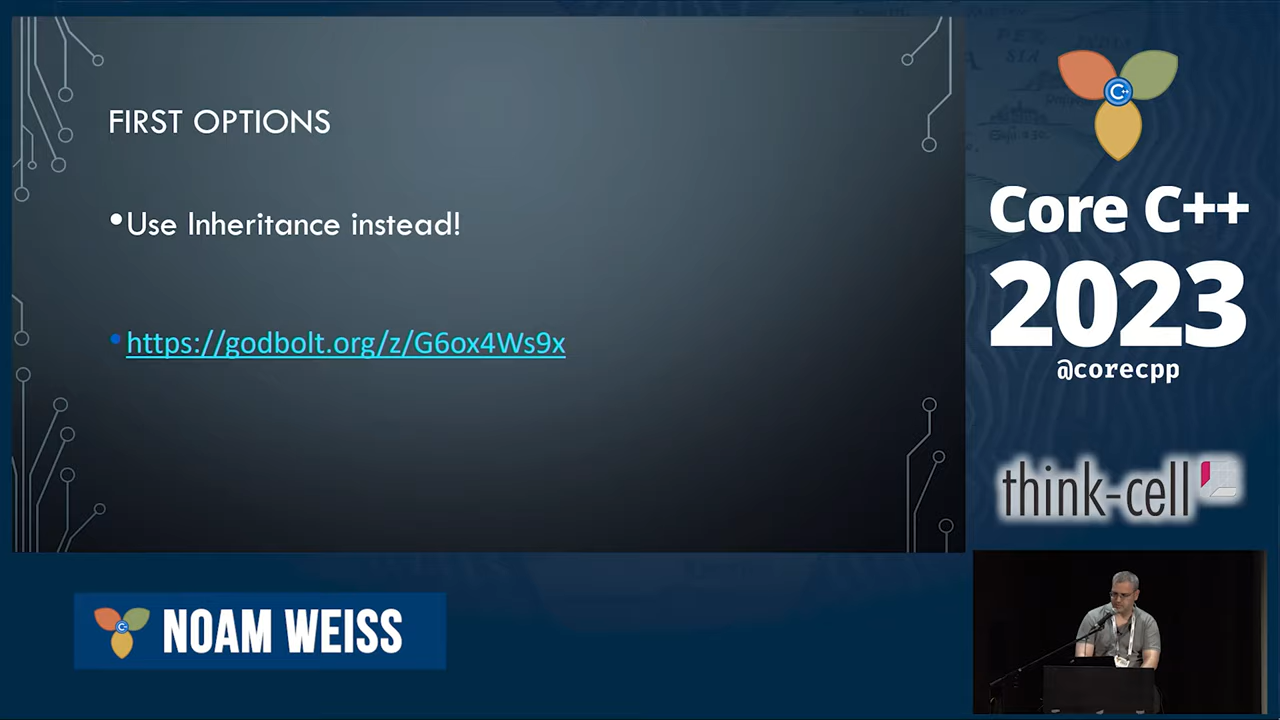 FIRST OPTIONS
•Use Inheritance instead!
•https://godbolt.org/z/G6ox4Ws9x
C++
Core C++
2023
@corecpp
think-cell
NOAM WEISS